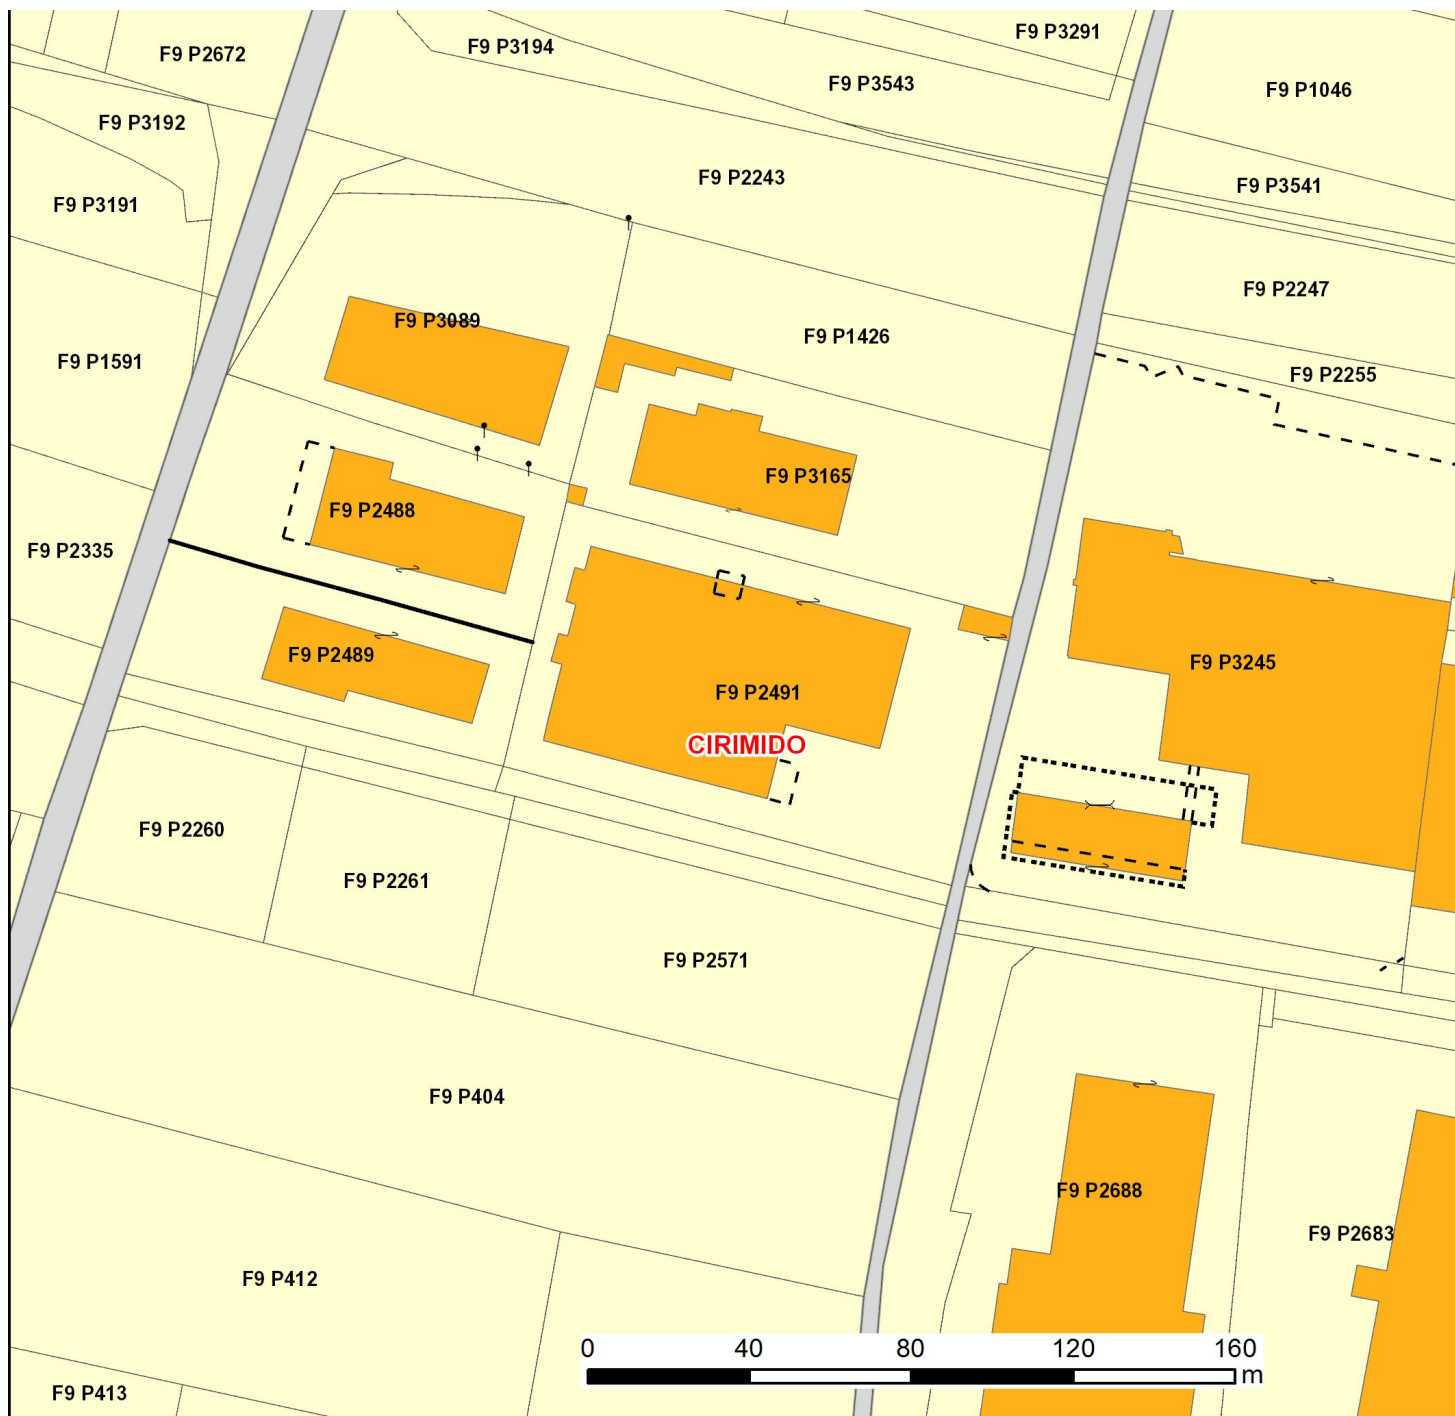 F9 P3291
F9 P3194
F9 P2672
F9 P3543
F9 P1046
F9 P3192
F9 P2243
F9 P3541
F9 P3191
F9 P2247
F9 P3089
F9 P1426
F9 P1591
F9 P2255
F9 P3165
F9 P2488
F9 P2335
F9 P2489
F9 P3245
F9 P2491
CIRIMIDO
F9 P2260
F9 P2261
F9 P2571
F9 P404
F9 P2688
F9 P2683
F9 P412
0 40 80 120 160
m
F9 P413